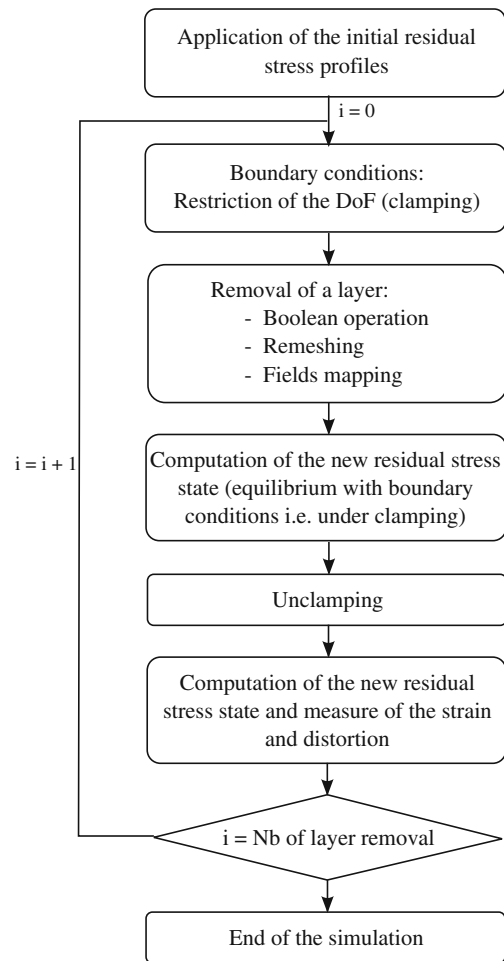 Application of the initial residual
stress profiles
i = 0
Boundary conditions:
Restriction of the DoF (clamping)
Removal of a layer:
- Boolean operation
- Remeshing
- Fields mapping
i = i + 1
Computation of the new residual stress
state (equilibrium with boundary
conditions i.e. under clamping)
Unclamping
Computation of the new residual
stress state and measure of the strain
and distortion
i = Nb of layer removal
End of the simulation